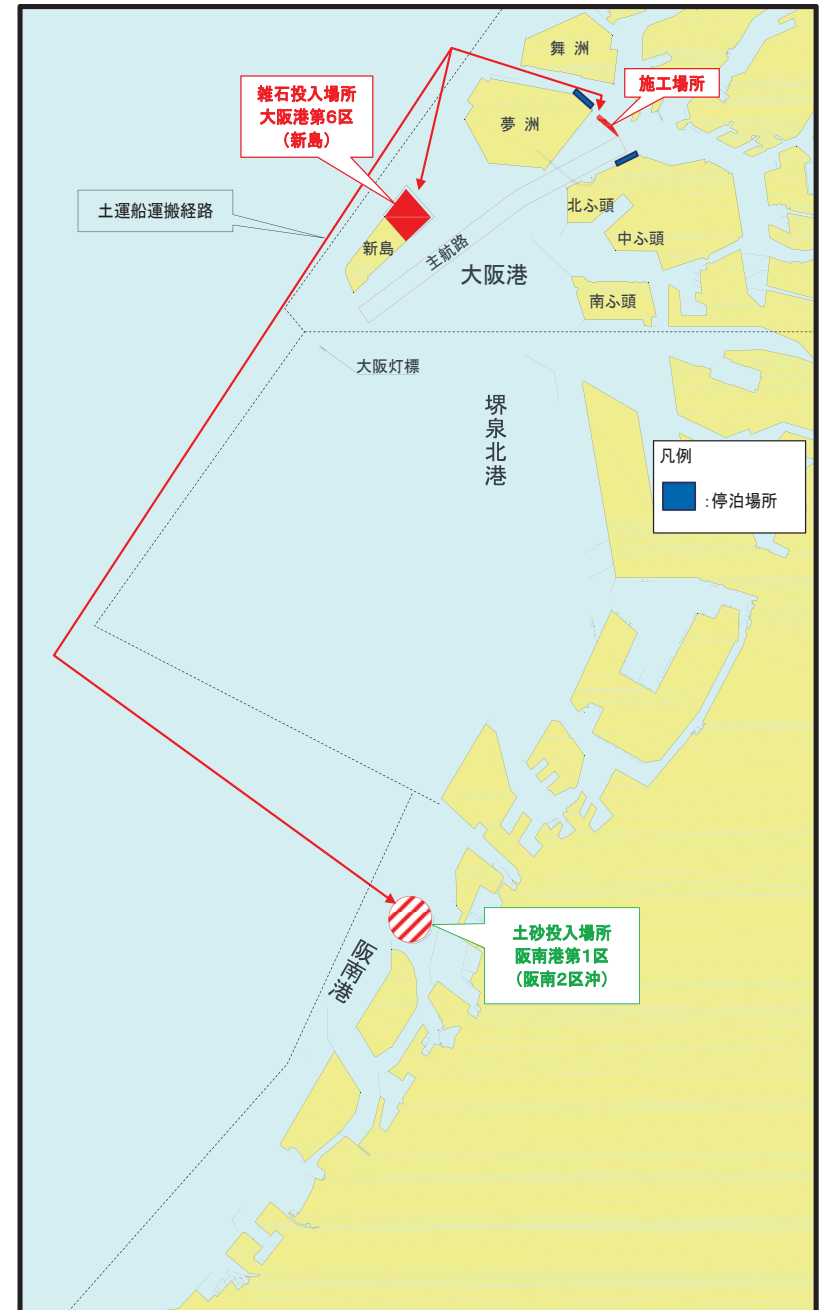 舞 洲
施工場所
雑石投入場所
大阪港第6区
（新島）
夢 洲
土運船運搬経路
北ふ頭
中ふ頭
新島
主航路
大阪港
南ふ頭
大阪灯標
堺泉北港
凡例
:停泊場所
土砂投入場所
阪南港第1区
（阪南2区沖）
阪南港